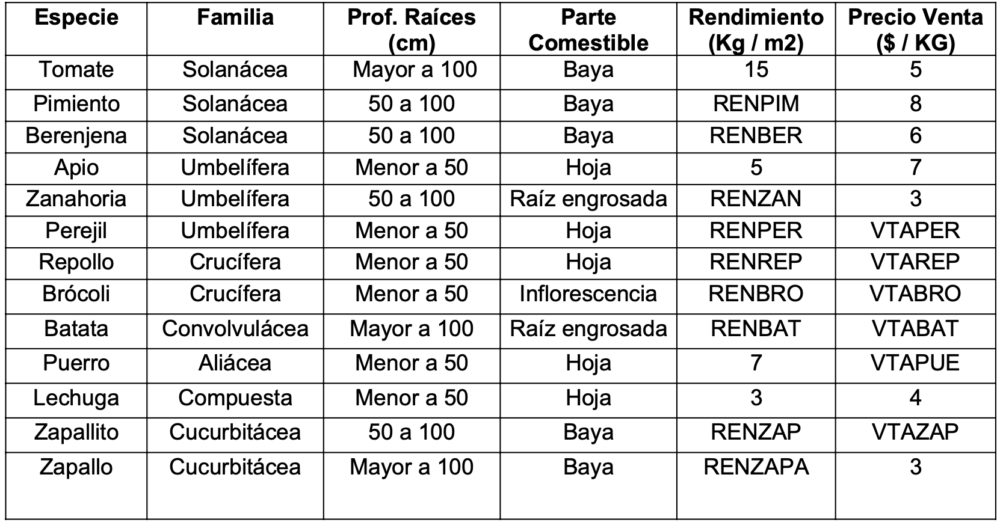 Especie Familia Prof. Raíces (cm) Parte Comestible Rendimiento (Kg / m2) Precio Venta ($ / KG)
Tomate Solanácea Mayor a 100 Baya 15 5
Pimiento Solanácea 50 a 100 Baya RENPIM 8
Berenjena Solanácea 50 a 100 Baya RENBER 6
Apio Umbelífera Menor a 50 Hoja 5 7
Zanahoria Umbelífera 50 a 100 Raíz engrosada RENZAN 3
Perejil Umbelífera Menor a 50 Hoja RENPER VTAPER
Repollo Crucífera Menor a 50 Hoja RENREP VTAREP
Brócoli Crucífera Menor a 50 Inflorescencia RENBRO VTABRO
Batata Convolvulácea Mayor a 100 Raíz engrosada RENBAT VTABAT
Puerro Aliácea Menor a 50 Hoja 7 VTAPUE
Lechuga Compuesta Menor a 50 Hoja 3 4
Zapallito Cucurbitácea 50 a 100 Baya RENZAP VTAZAP
Zapallo Cucurbitácea Mayor a 100 Baya RENZAPA 3